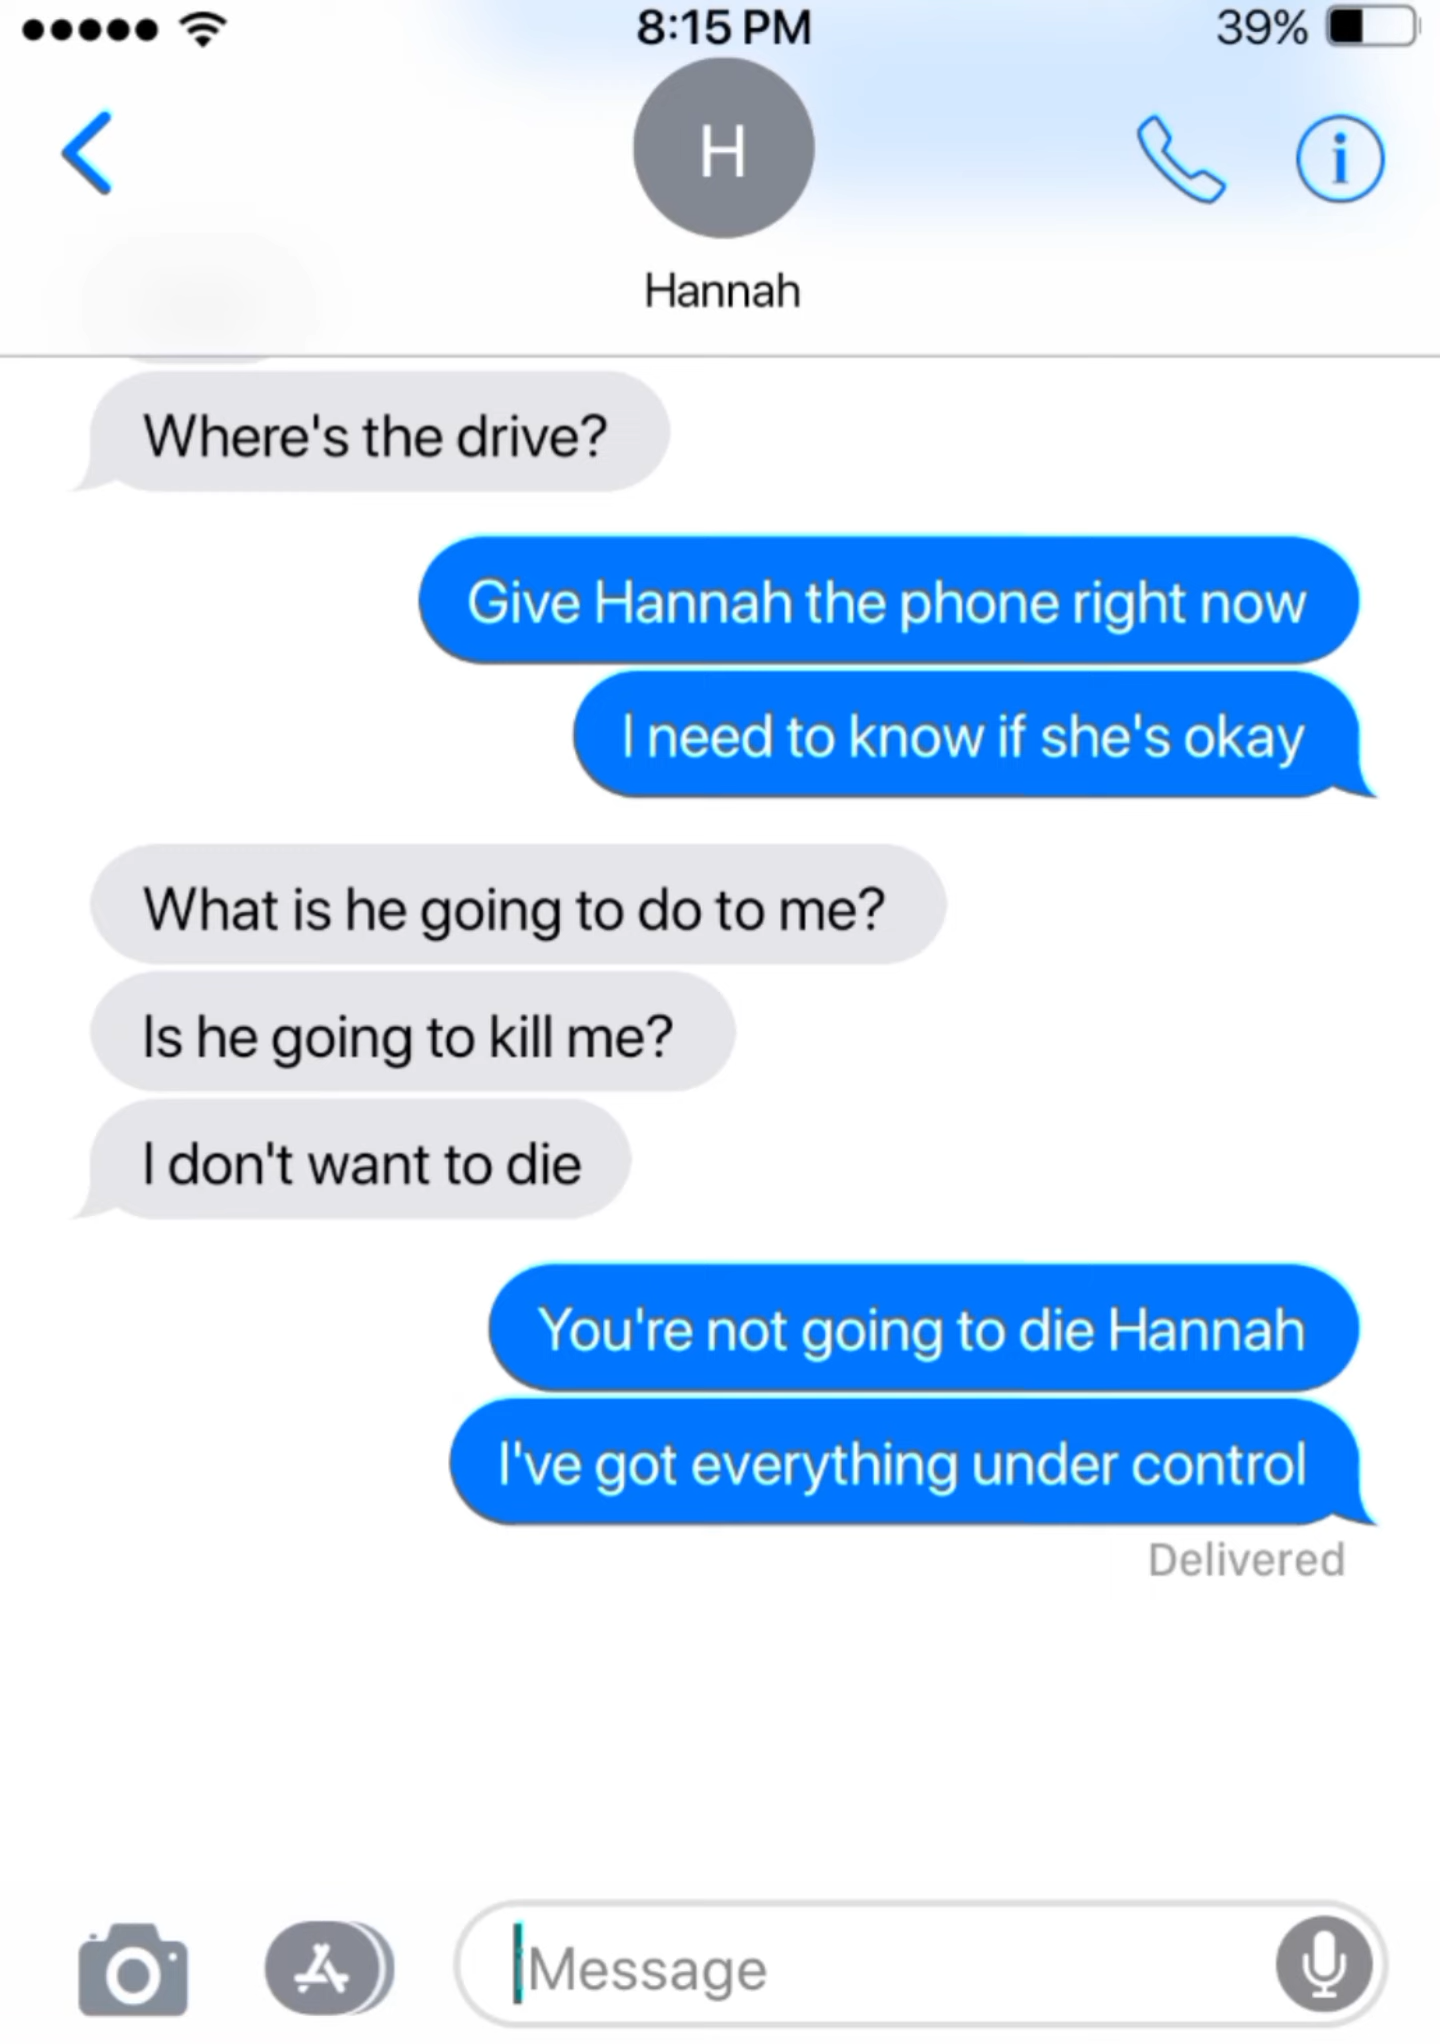 8:15 PM
39%
H
Hannah
Where's the drive?
Give Hannah the phone right now
I need to know if she's okay
What is he going to do to me?
Is he going to kill me?
I don't want to die
You're not going to die Hannah
I've got everything under control
Delivered
Message